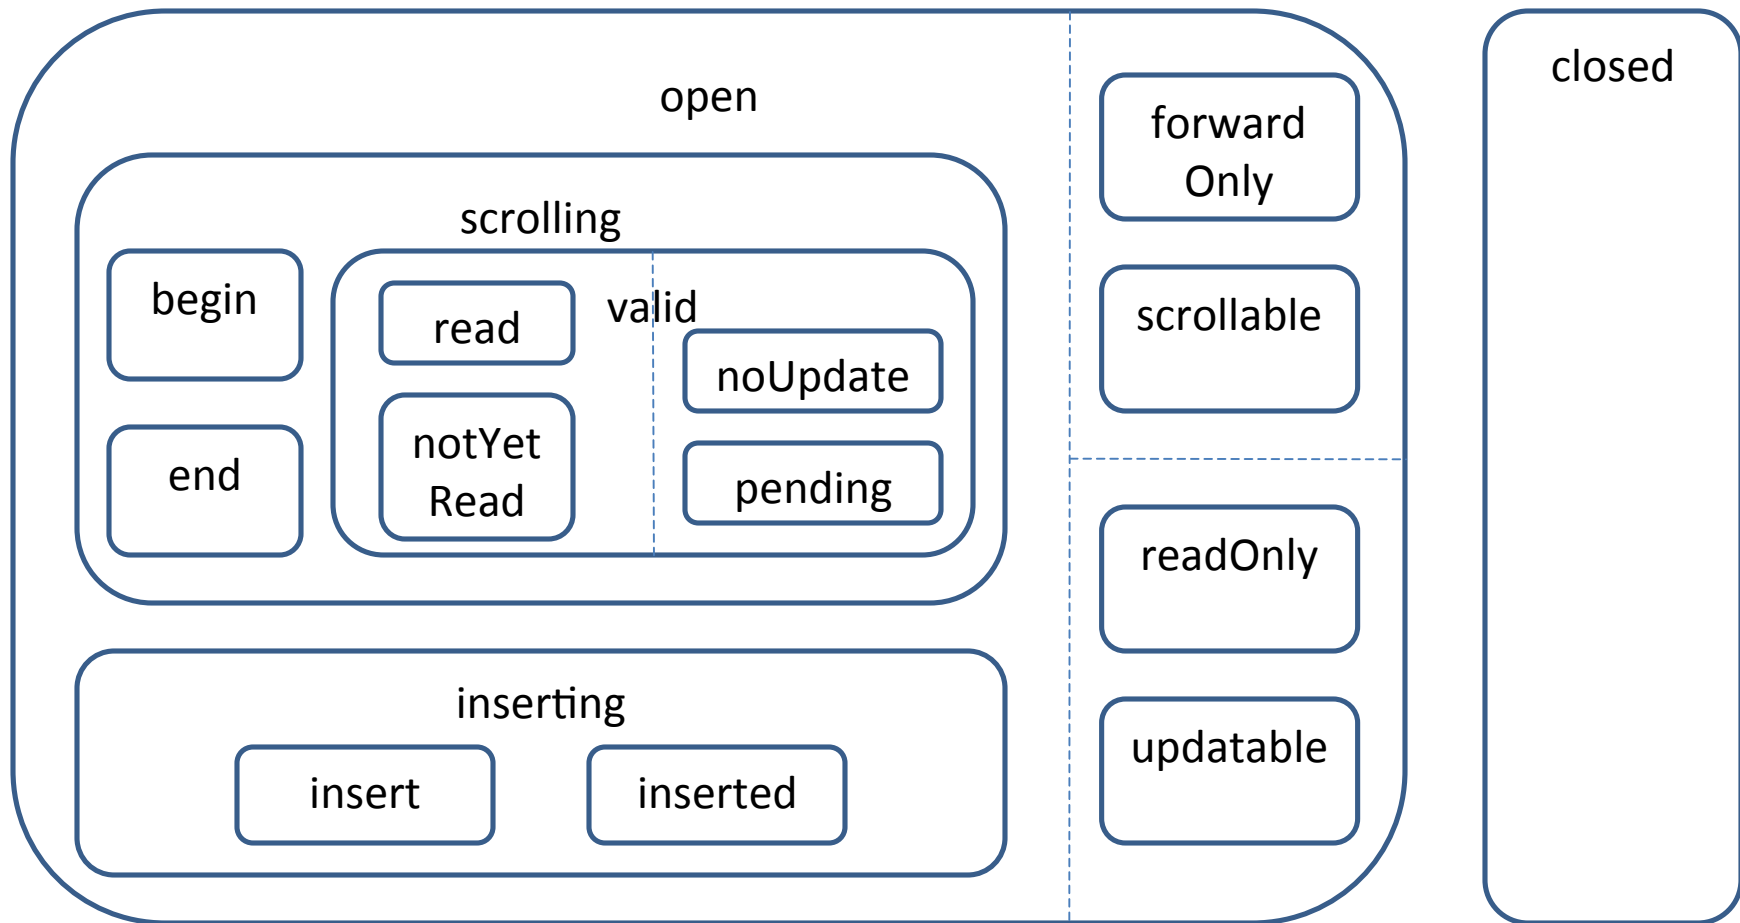 open
scrolling
begin
end
valid
read
notYet
Read
noUpdate
pending
inserting
insert
inserted
forward
Only
scrollable
readOnly
updatable
closed